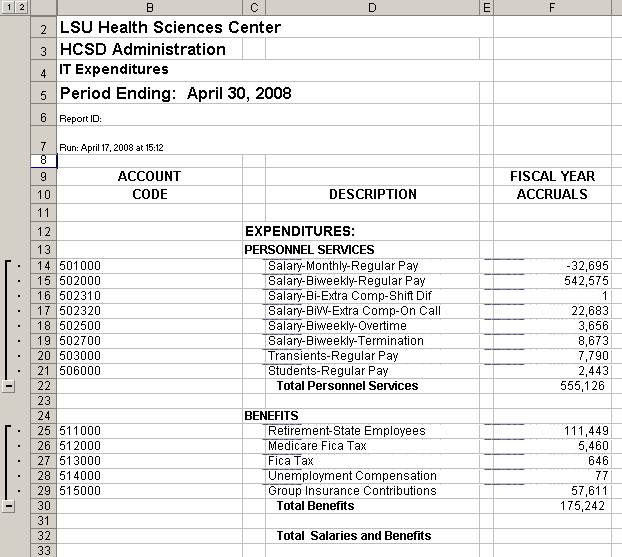 1 2 B C D E F
2 LSU Health Sciences Center
3 HCSD Administration
4 IT Expenditures
5 Period Ending: April 30, 2008
6 Report ID:
7 Run: April 17, 2008 at 15:12
8
9 ACCOUNT FISCAL YEAR
10 CODE DESCRIPTION ACCRUALS
11
12 EXPENDITURES:
13 PERSONNEL SERVICES
14 501000 Salary-Monthly-Regular Pay -32,695
15 502000 Salary-Biweekly-Regular Pay 542,575
16 502310 Salary-Bi-Extra Comp-Shift Dif 1
17 502320 Salary-BiW-Extra Comp-On Call 22,683
18 502500 Salary-Biweekly-Overtime 3,656
19 502700 Salary-Biweekly-Termination 8,673
20 503000 Transients-Regular Pay 7,790
21 506000 Students-Regular Pay 2,443
22 Total Personnel Services 555,126
23
24 BENEFITS
25 511000 Retirement-State Employees 111,449
26 512000 Medicare Fica Tax 5,460
27 513000 Fica Tax 646
28 514000 Unemployment Compensation 77
29 515000 Group Insurance Contributions 57,611
30 Total Benefits 175,242
31
32 Total Salaries and Benefits
33